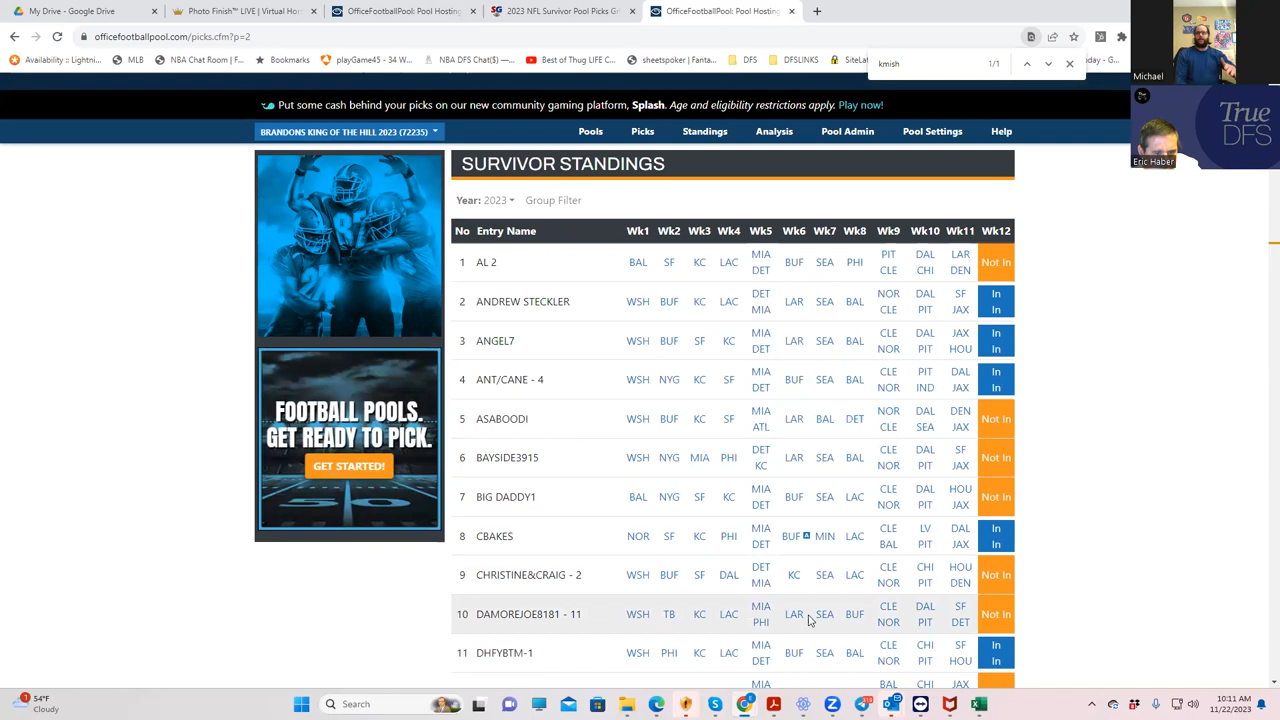 My Drive - Google Drive
Photo Finish™ LIVE | Virtual Hor
OfficeFootballPool: Pool Hosting
2023 NFL Survivor Pool Picks Gr
OfficeFootballPool: Pool Hosting
officefootballpool.com/picks.cfm?p=2
Availability :: Lightni...
MLB
NBA Chat Room | F...
Bookmarks
playGame45 - 34 W...
NBA DFS Chat($) —...
Best of Thug LIFE C...
sheetspoker | Fanta...
DFS
DFSLINKS
SiteLa
day - G...
kmish
1/1
Michael
True
DFS
Eric Haber
Put some cash behind your picks on our new community gaming platform, Splash. Age and eligibility restrictions apply. Play now!
BRANDONS KING OF THE HILL 2023 (72235)
Pools Picks Standings Analysis Pool Admin Pool Settings Help
SURVIVOR STANDINGS
Year: 2023 Group Filter
No Entry Name Wk1 Wk2 Wk3 Wk4 Wk5 Wk6 Wk7 Wk8 Wk9 Wk10 Wk11 Wk12
MIA PIT DAL LAR
1 AL 2 BAL SF KC LAC BUF SEA PHI Not In
DET CLE CHI DEN
DET NOR DAL SF In
2 ANDREW STECKLER WSH BUF KC LAC LAR SEA BAL
MIA CLE PIT JAX In
MIA CLE DAL JAX In
3 ANGEL7 WSH BUF SF KC LAR SEA BAL
DET NOR PIT HOU In
MIA CLE PIT DAL In
4 ANT/CANE - 4 WSH NYG KC SF BUF SEA BAL
DET NOR IND JAX In
MIA NOR DAL DEN
5 ASABOODI WSH BUF KC SF LAR BAL DET Not In
ATL CLE SEA JAX
DET CLE DAL SF
6 BAYSIDE3915 WSH NYG MIA PHI LAR SEA BAL Not In
KC NOR PIT JAX
MIA CLE DAL HOU
7 BIG DADDY1 BAL NYG SF KC BUF SEA LAC Not In
DET NOR PIT JAX
MIA CLE LV DAL In
8 CBAKES NOR SF KC PHI BUF A MIN LAC
DET BAL PIT JAX In
DET CLE CHI HOU
9 CHRISTINE&CRAIG - 2 WSH BUF SF DAL KC SEA LAC Not In
MIA NOR PIT DEN
MIA CLE DAL SF
10 DAMOREJOE8181 - 11 WSH TB KC LAC LAR SEA BUF Not In
PHI NOR PIT DET
MIA CLE CHI SF In
11 DHFYBTM-1 WSH PHI KC LAC BUF SEA BAL
DET NOR PIT HOU In
MIA BAL CHI JAX
FOOTBALL POOLS.
GET READY TO PICK.
GET STARTED!
50
54°F
Search
10:11 AM
11/22/2023